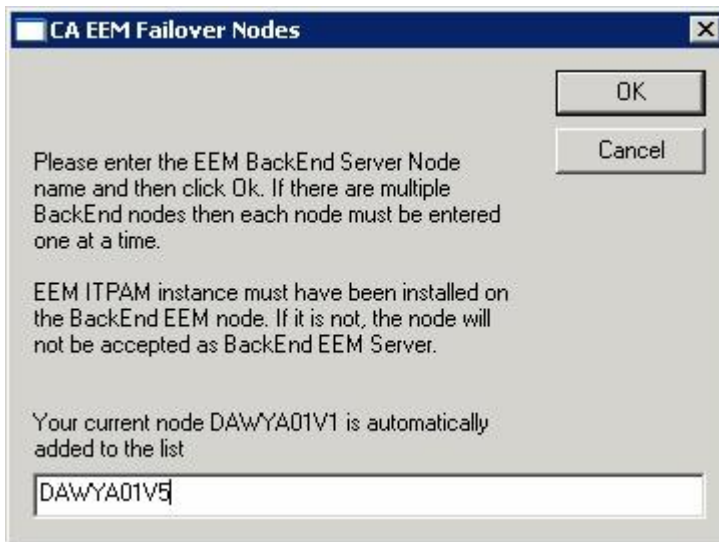 CA EEM Failover Nodes
OK
Cancel
Please enter the EEM BackEnd Server Node
name and then click Ok. If there are multiple
BackEnd nodes then each node must be entered
one at a time.
EEM ITPAM instance must have been installed on
the BackEnd EEM node. If it is not, the node will
not be accepted as BackEnd EEM Server.
Your current node DAWYA01V1 is automatically
added to the list
DAWYA01V5